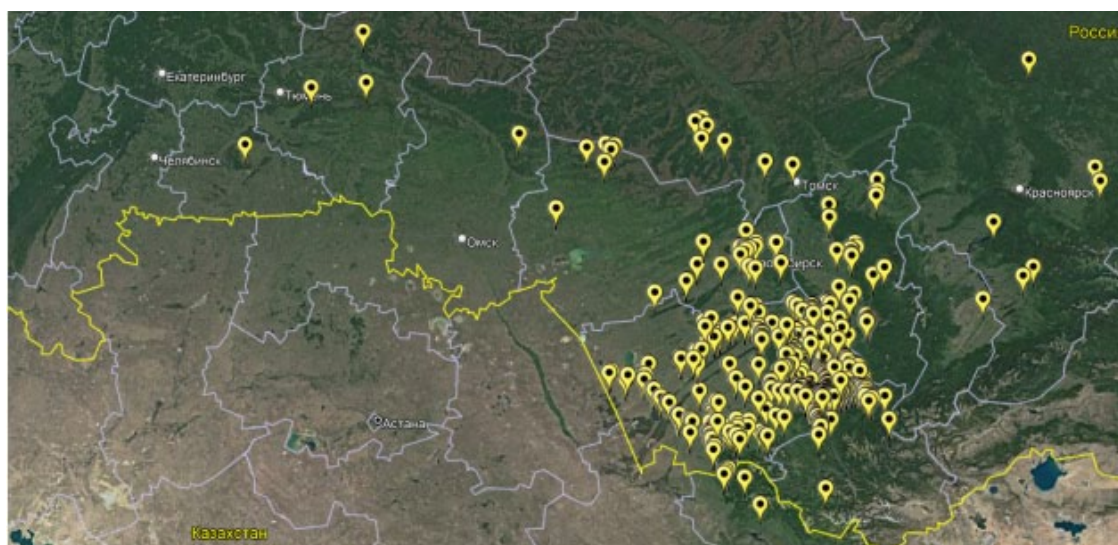 Росси
Екатеринбург
Тюмень
Челябинск
Томск
Красноярск
Омск
Астана
Казахстан